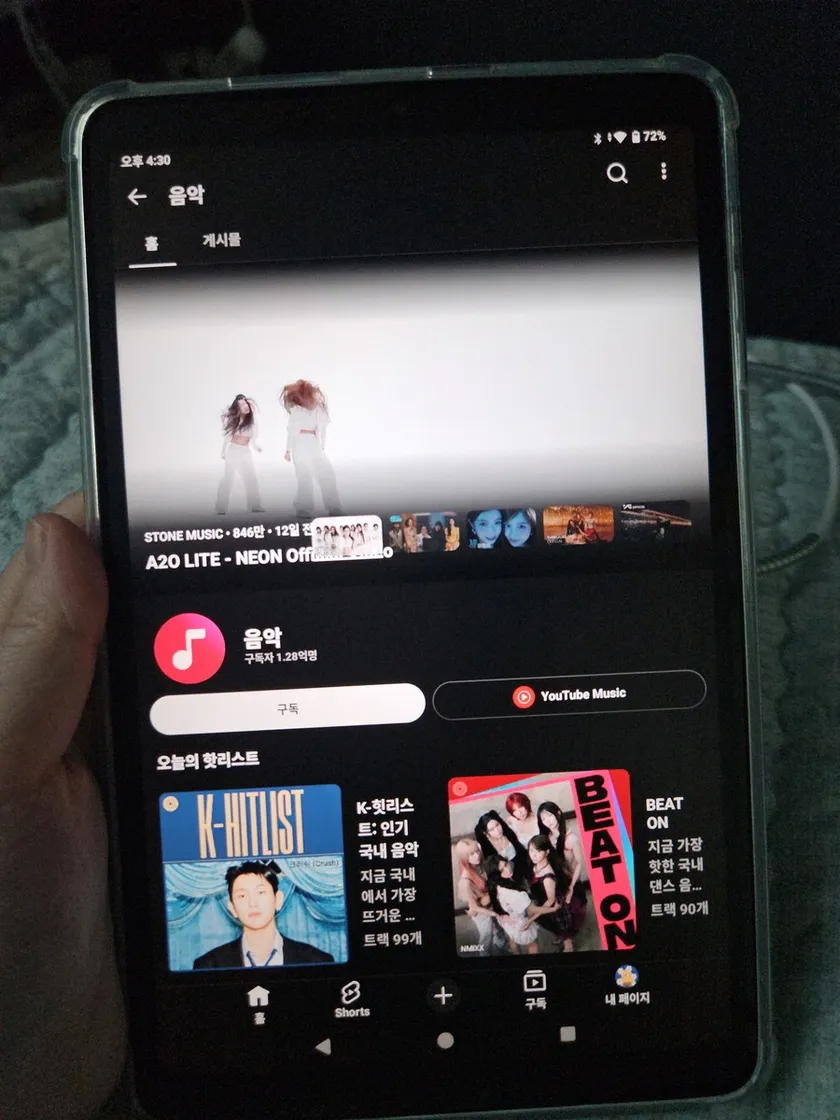 오후 4:30
72%
음악
홈 게시물
STONE MUSIC • 846만 • 12일 전
A2O LITE - NEON
음악
구독자 1.28억명
구독
YouTube Music
오늘의 핫리스트
K-HITLIST
크러쉬 (Crush)
K-힛리스
트: 인기
국내 음악
지금 국내
에서 가장
뜨거운 ...
트랙 99개
BEAT ON
NMIXX
BEAT
ON
지금 가장
핫한 국내
댄스 음...
트랙 90개
홈
Shorts
구독
내 페이지